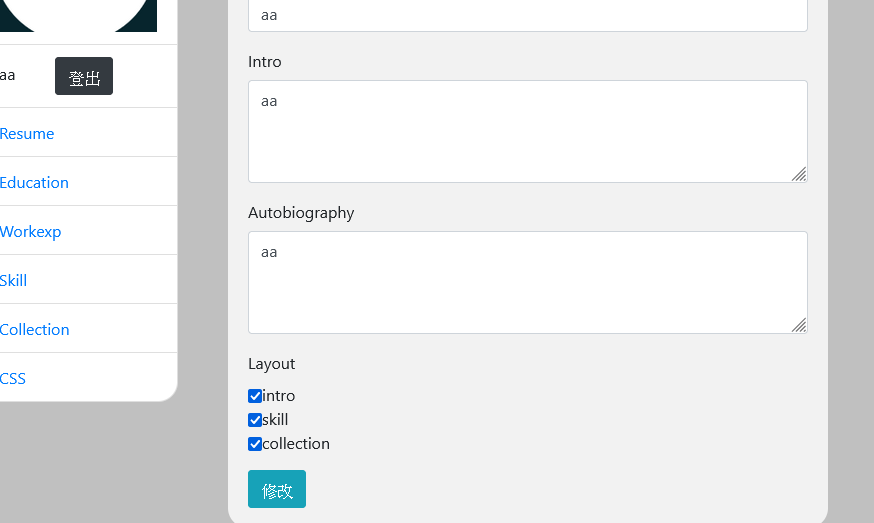 aa
登出
Resume
Education
Workexp
Skill
Collection
CSS
aa
Intro
aa
Autobiography
aa
Layout
intro
skill
collection
修改